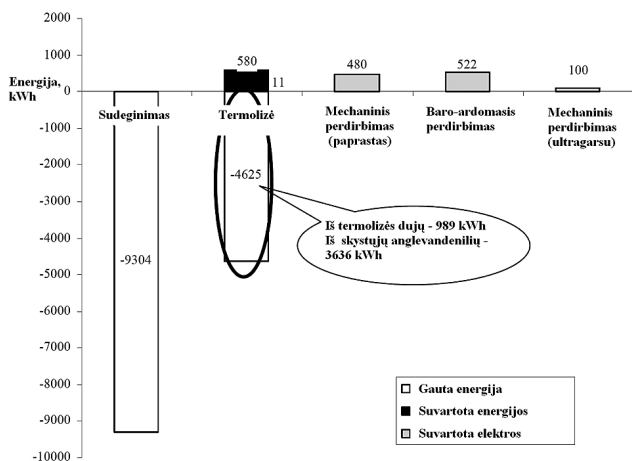 2000
1000
0
-1000
-2000
-3000
-4000
-5000
-6000
-7000
-8000
-9000
-10000
Energija,
kWh
580
11
480
522
100
Sudeginimas
Termolizė
Mechaninis
perdirbimas
(paprastas)
Baro-ardomasis
perdirbimas
Mechaninis
perdirbimas
(ultragarsu)
-9304
-4625
Iš termolizės dujų - 989 kWh
Iš skystųjų anglevandenilių -
3636 kWh
Gauta energija
Suvartota energijos
Suvartota elektros